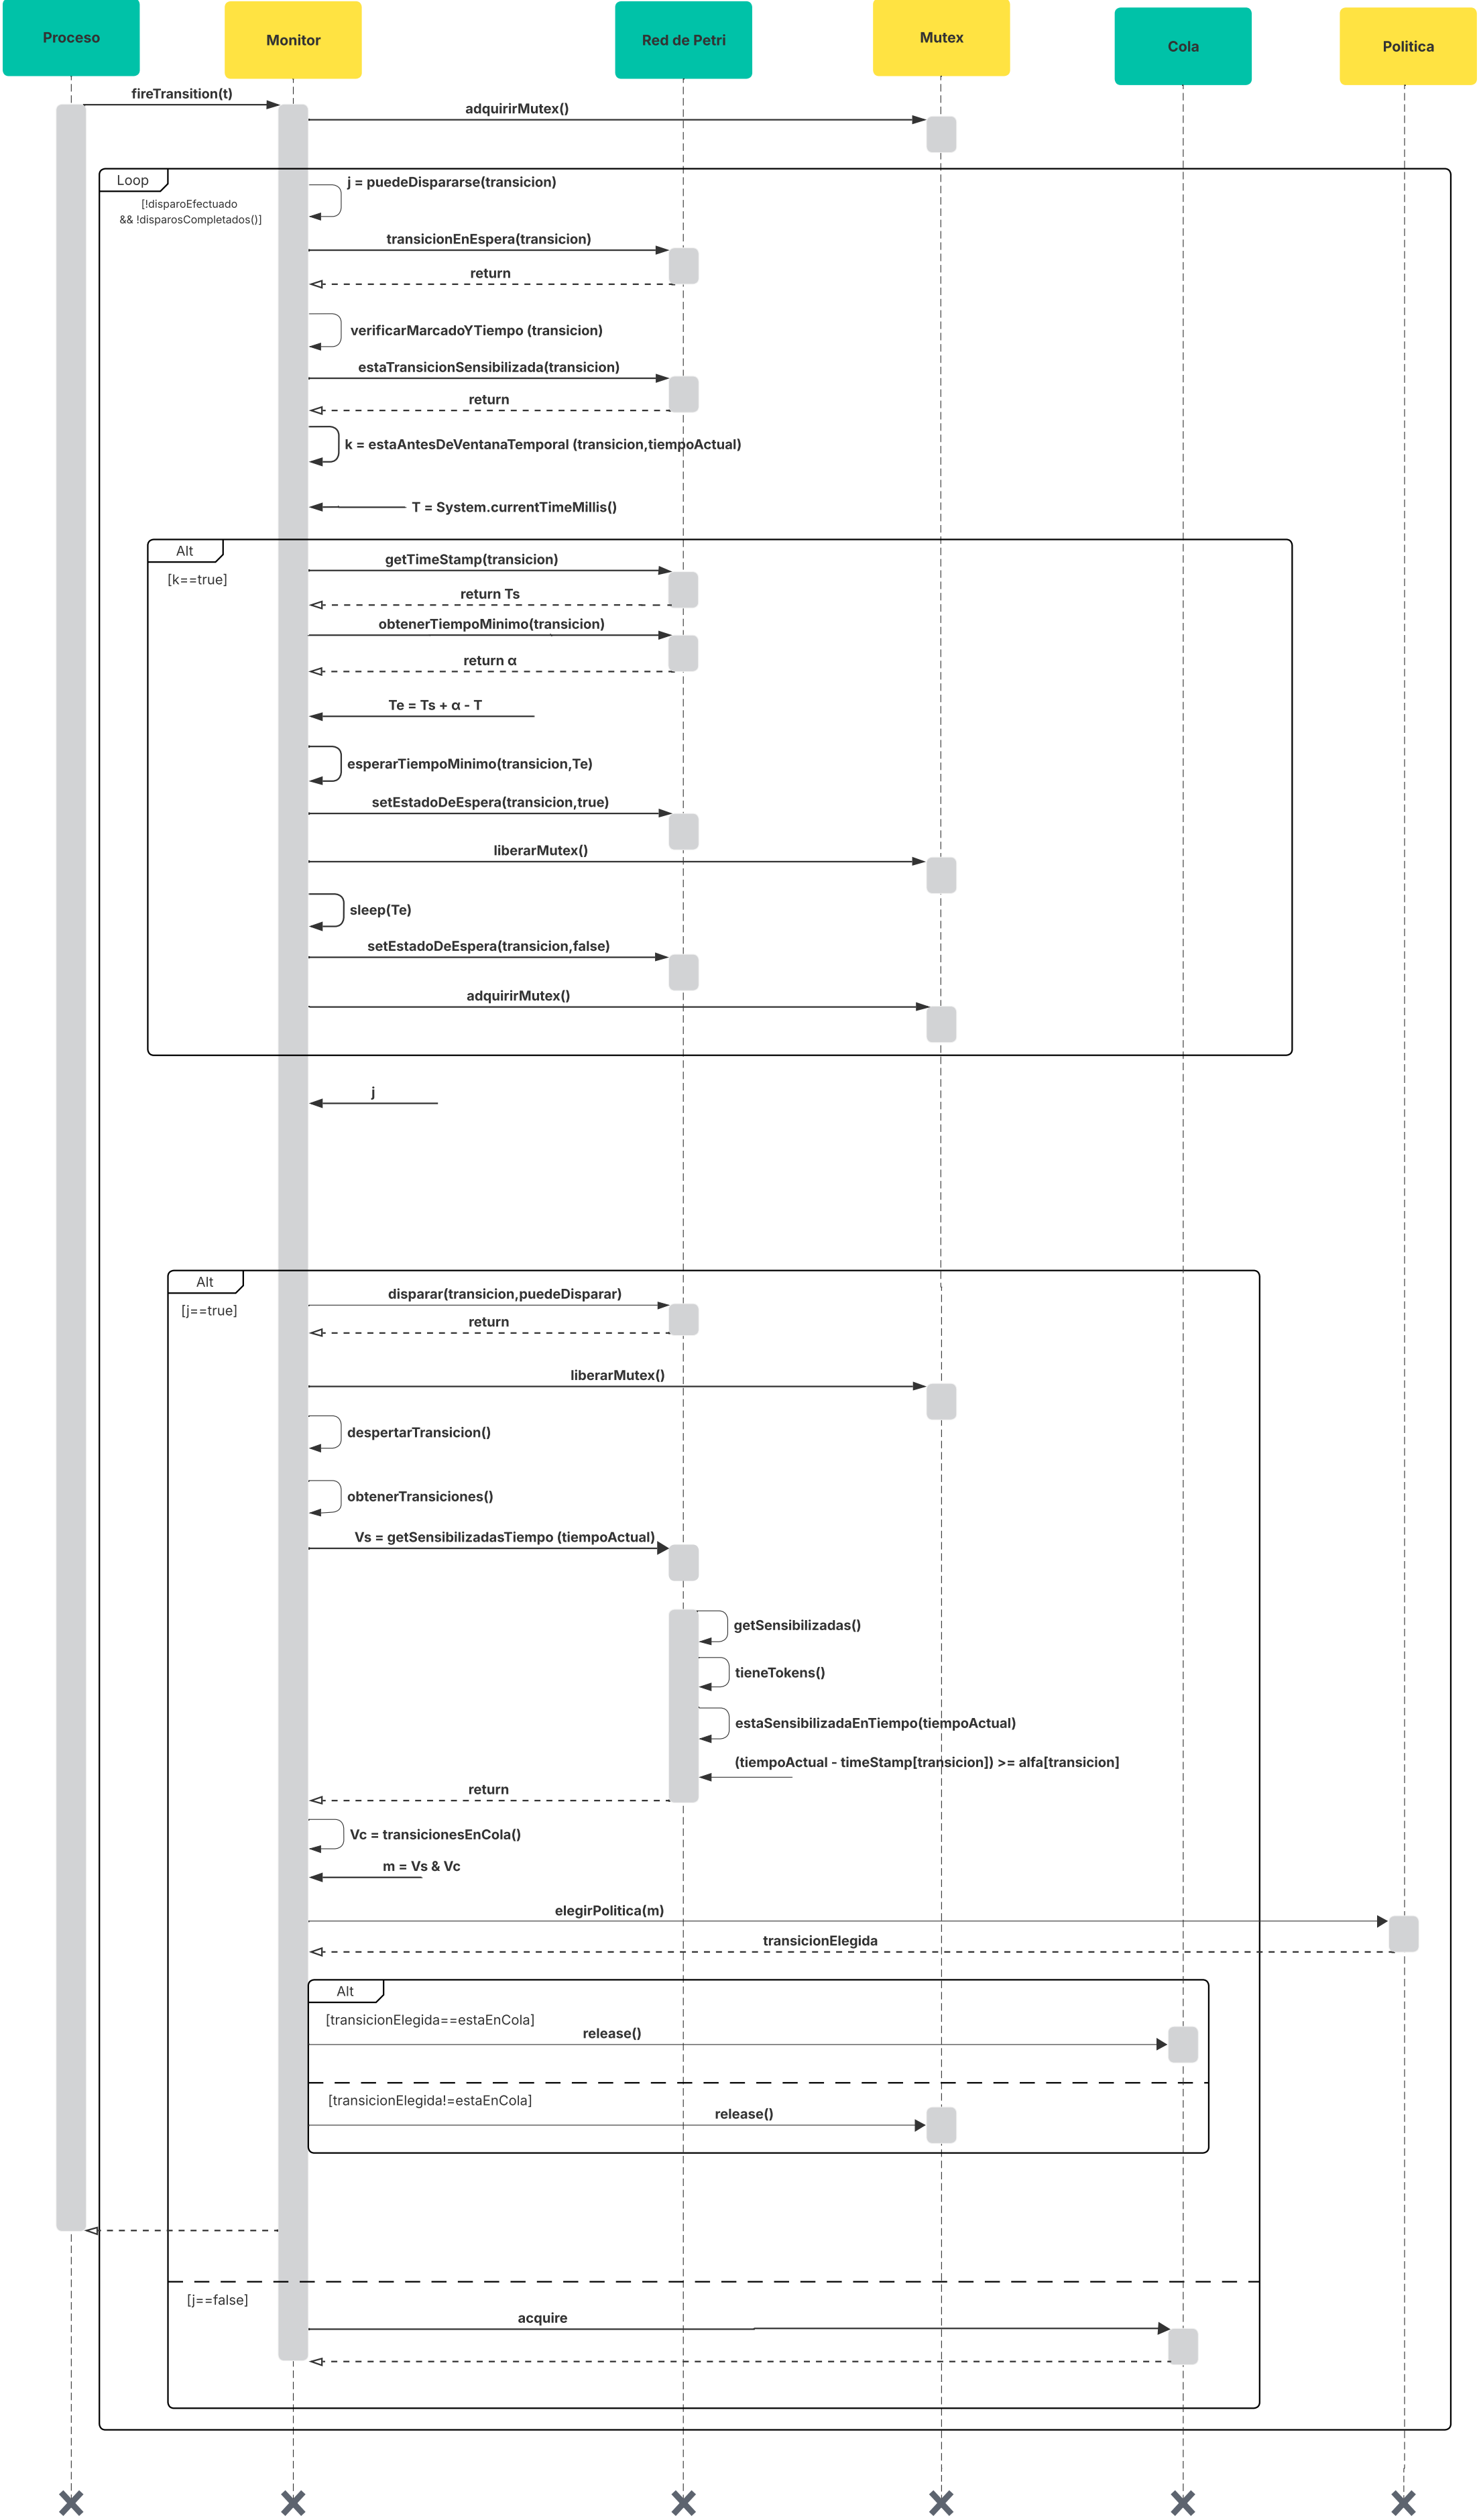 Proceso
Monitor
Red de Petri
Mutex
Cola
Politica
fireTransition(t)
adquirirMutex()
Loop
[!disparoEfectuado
&& !disparosCompletados()]
j = puedeDispararse(transicion)
transicionEnEspera(transicion)
return
verificarMarcadoYTiempo (transicion)
estaTransicionSensibilizada(transicion)
return
k = estaAntesDeVentanaTemporal (transicion,tiempoActual)
T = System.currentTimeMillis()
Alt
[k==true]
getTimeStamp(transicion)
return Ts
obtenerTiempoMinimo(transicion)
return α
Te = Ts + α - T
esperarTiempoMinimo(transicion,Te)
setEstadoDeEspera(transicion,true)
liberarMutex()
sleep(Te)
setEstadoDeEspera(transicion,false)
adquirirMutex()
j
Alt
[j==true]
disparar(transicion,puedeDisparar)
return
liberarMutex()
despertarTransicion()
obtenerTransiciones()
Vs = getSensibilizadasTiempo (tiempoActual)
getSensibilizadas()
tieneTokens()
estaSensibilizadaEnTiempo(tiempoActual)
(tiempoActual - timeStamp[transicion]) >= alfa[transicion]
return
Vc = transicionesEnCola()
m = Vs & Vc
elegirPolitica(m)
transicionElegida
Alt
[transicionElegida==estaEnCola]
release()
[transicionElegida!=estaEnCola]
release()
[j==false]
acquire